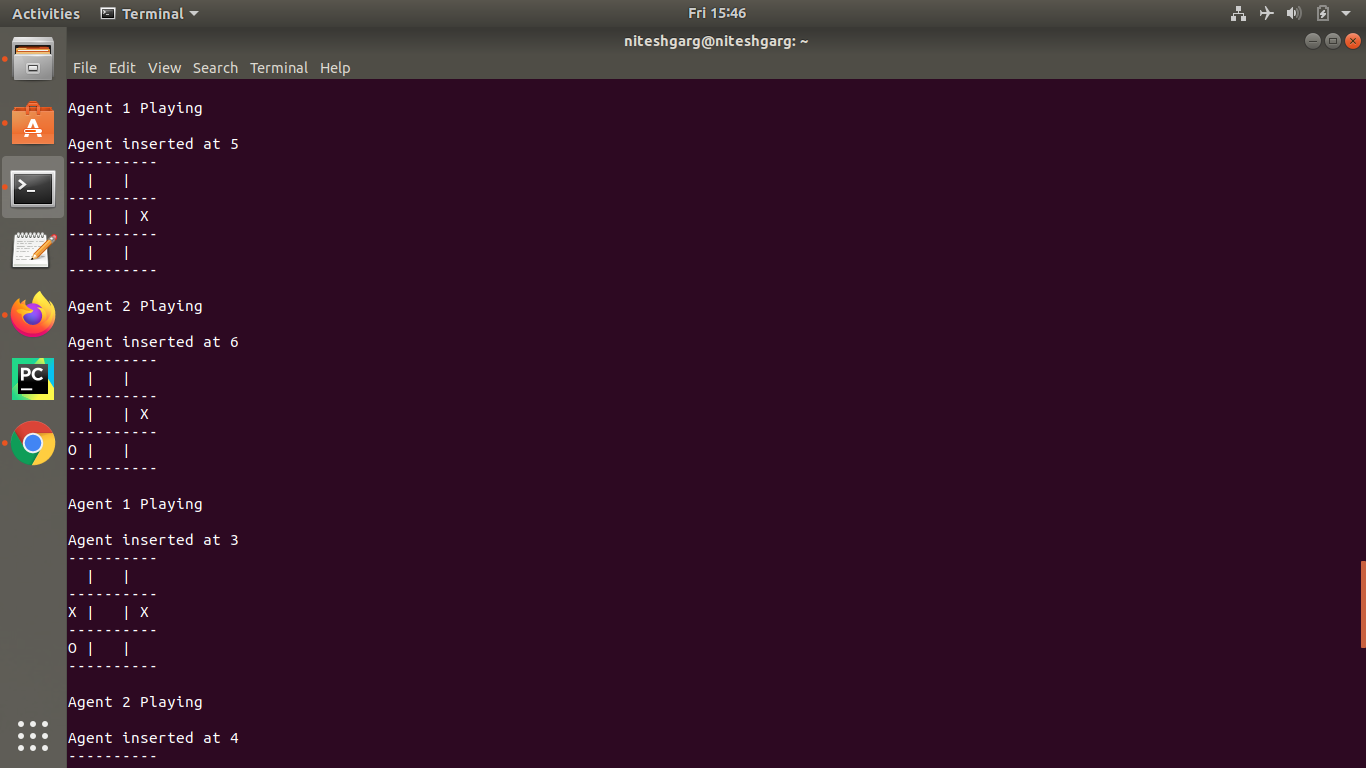 Activities Terminal Fri 15:46
niteshgarg@niteshgarg: ~
File Edit View Search Terminal Help
Agent 1 Playing
Agent inserted at 5
----------
  |   |
----------
  |   | X
----------
  |   |
----------
Agent 2 Playing
Agent inserted at 6
----------
  |   |
----------
  |   | X
----------
O |   |
----------
Agent 1 Playing
Agent inserted at 3
----------
  |   |
----------
X |   | X
----------
O |   |
----------
Agent 2 Playing
Agent inserted at 4
----------
A
>_
PC